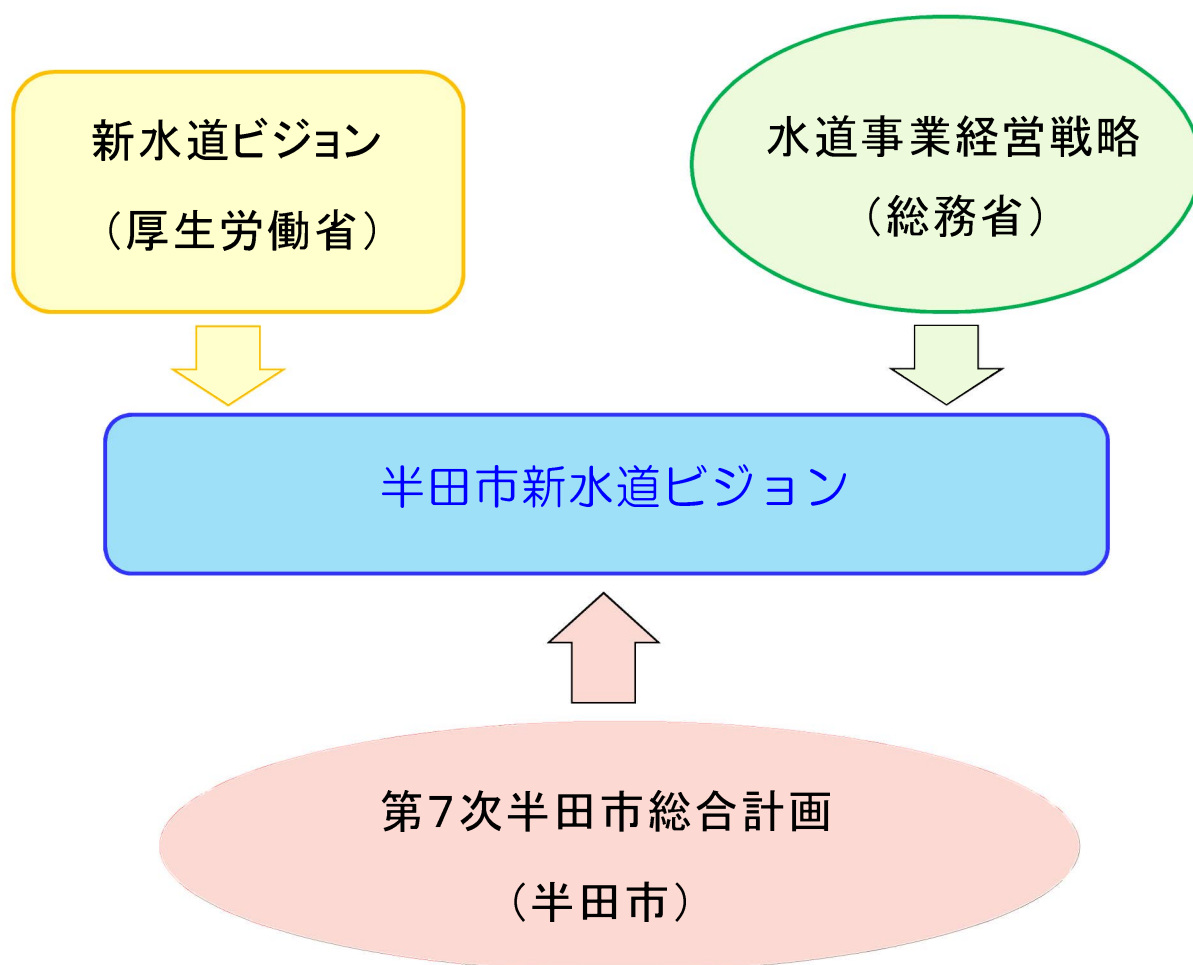 新水道ビジョン
（厚生労働省）
水道事業経営戦略
（総務省）
半田市新水道ビジョン
第7次半田市総合計画
（半田市）